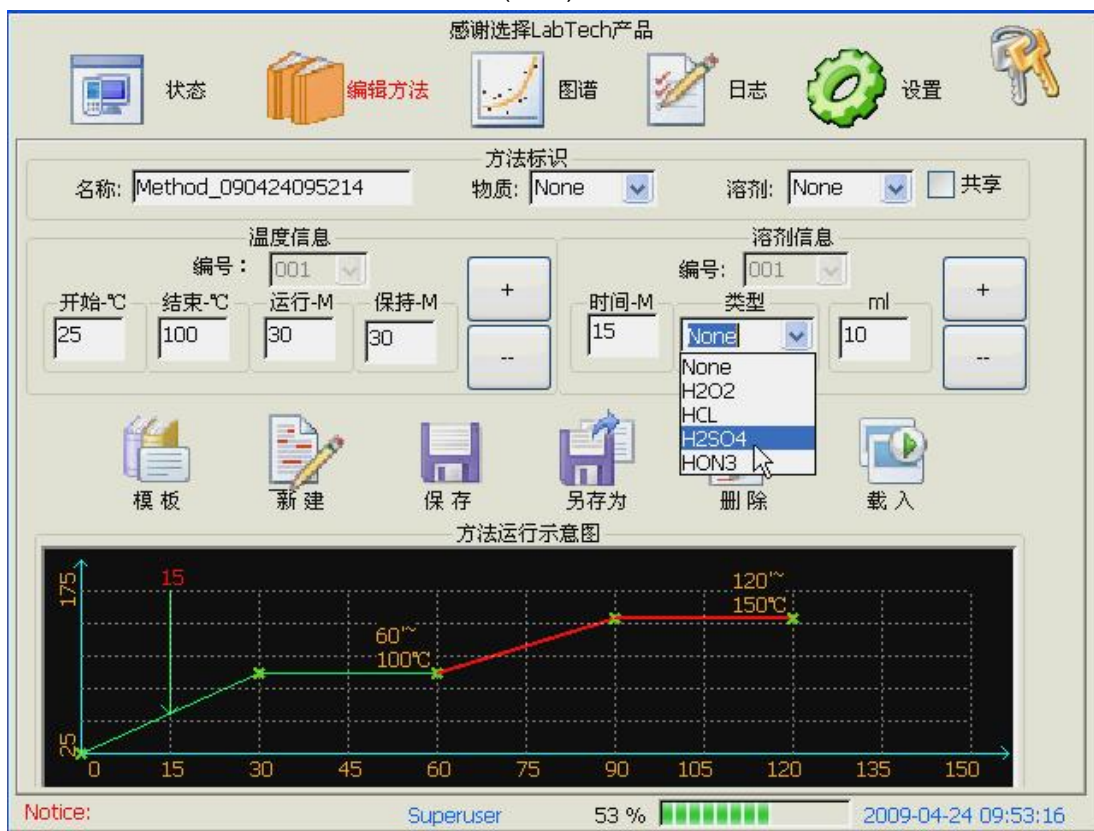 感谢选择LabTech产品
状态 编辑方法 图谱 日志 设置
方法标识
名称: Method_090424095214 物质: None 溶剂: None 共享
温度信息 溶剂信息
编号： 001 编号: 001
+ +
开始-℃ 结束-℃ 运行-M 保持-M 时间-M 类型 ml
25 100 30 30 15 None 10
-- --
None
H2O2
HCL
H2SO4
HON3
模板 新建 保存 另存为 删除 载入
方法运行示意图
175 15 120'~
150℃
60'~
100℃
25
0 15 30 45 60 75 90 105 120 135 150
Notice: Superuser 53 % 2009-04-24 09:53:16